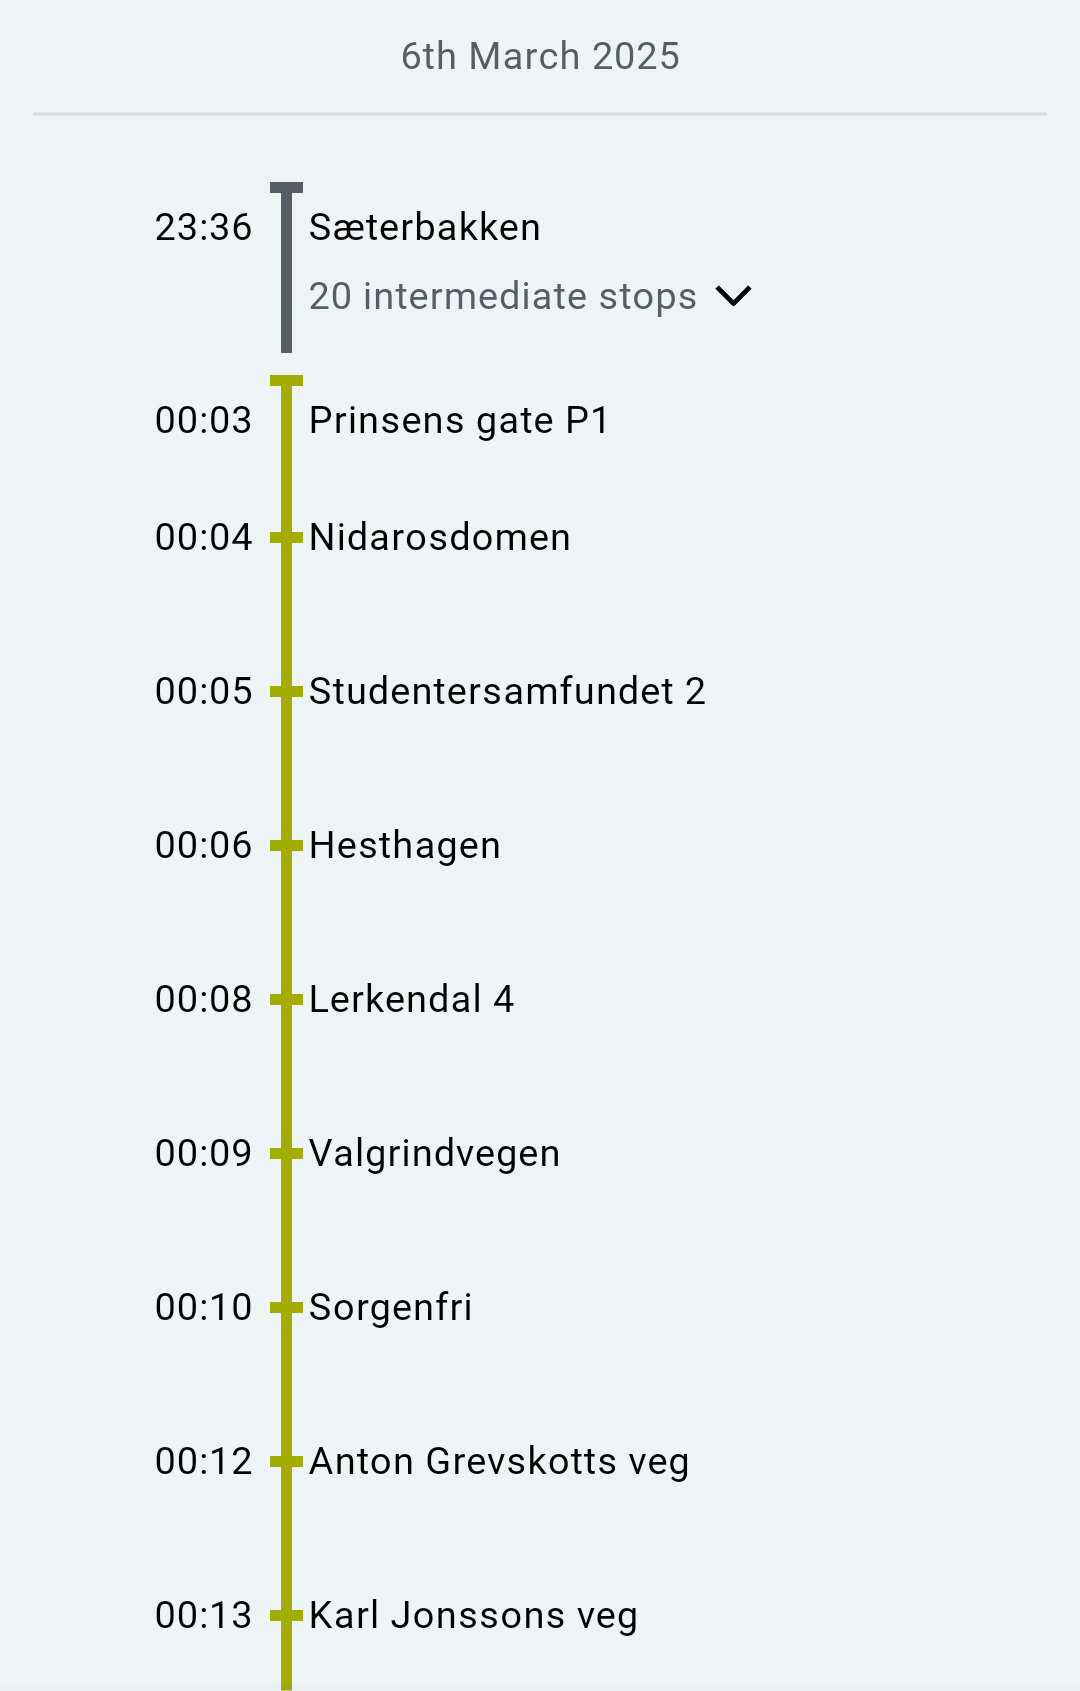 6th March 2025
23:36 Sæterbakken
20 intermediate stops
00:03 Prinsens gate P1
00:04 Nidarosdomen
00:05 Studentersamfundet 2
00:06 Hesthagen
00:08 Lerkendal 4
00:09 Valgrindvegen
00:10 Sorgenfri
00:12 Anton Grevskotts veg
00:13 Karl Jonssons veg